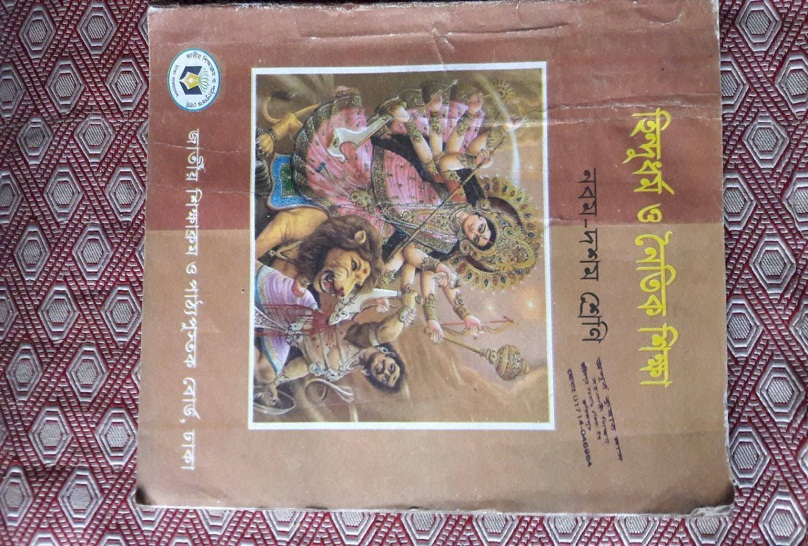 হিন্দুধর্ম ও নৈতিক শিক্ষা
নবম-দশম শ্রেণি
জাতীয় শিক্ষাক্রম ও পাঠ্যপুস্তক বোর্ড, ঢাকা